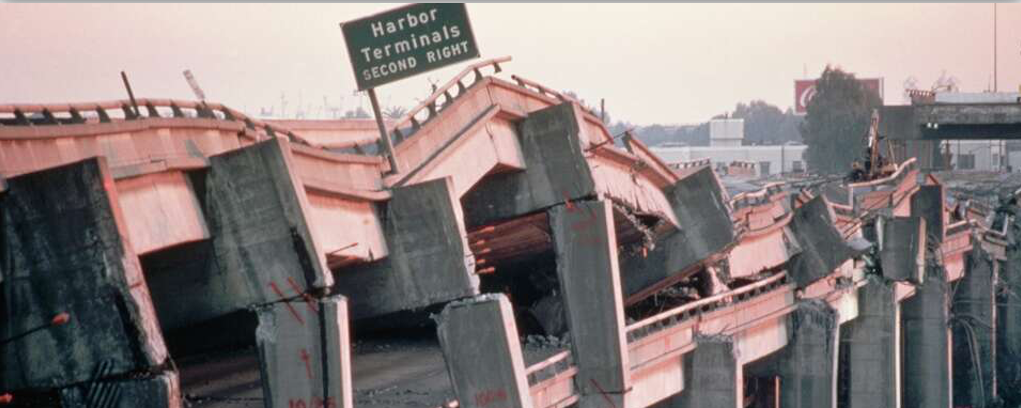 Harbor
Terminals
SECOND RIGHT